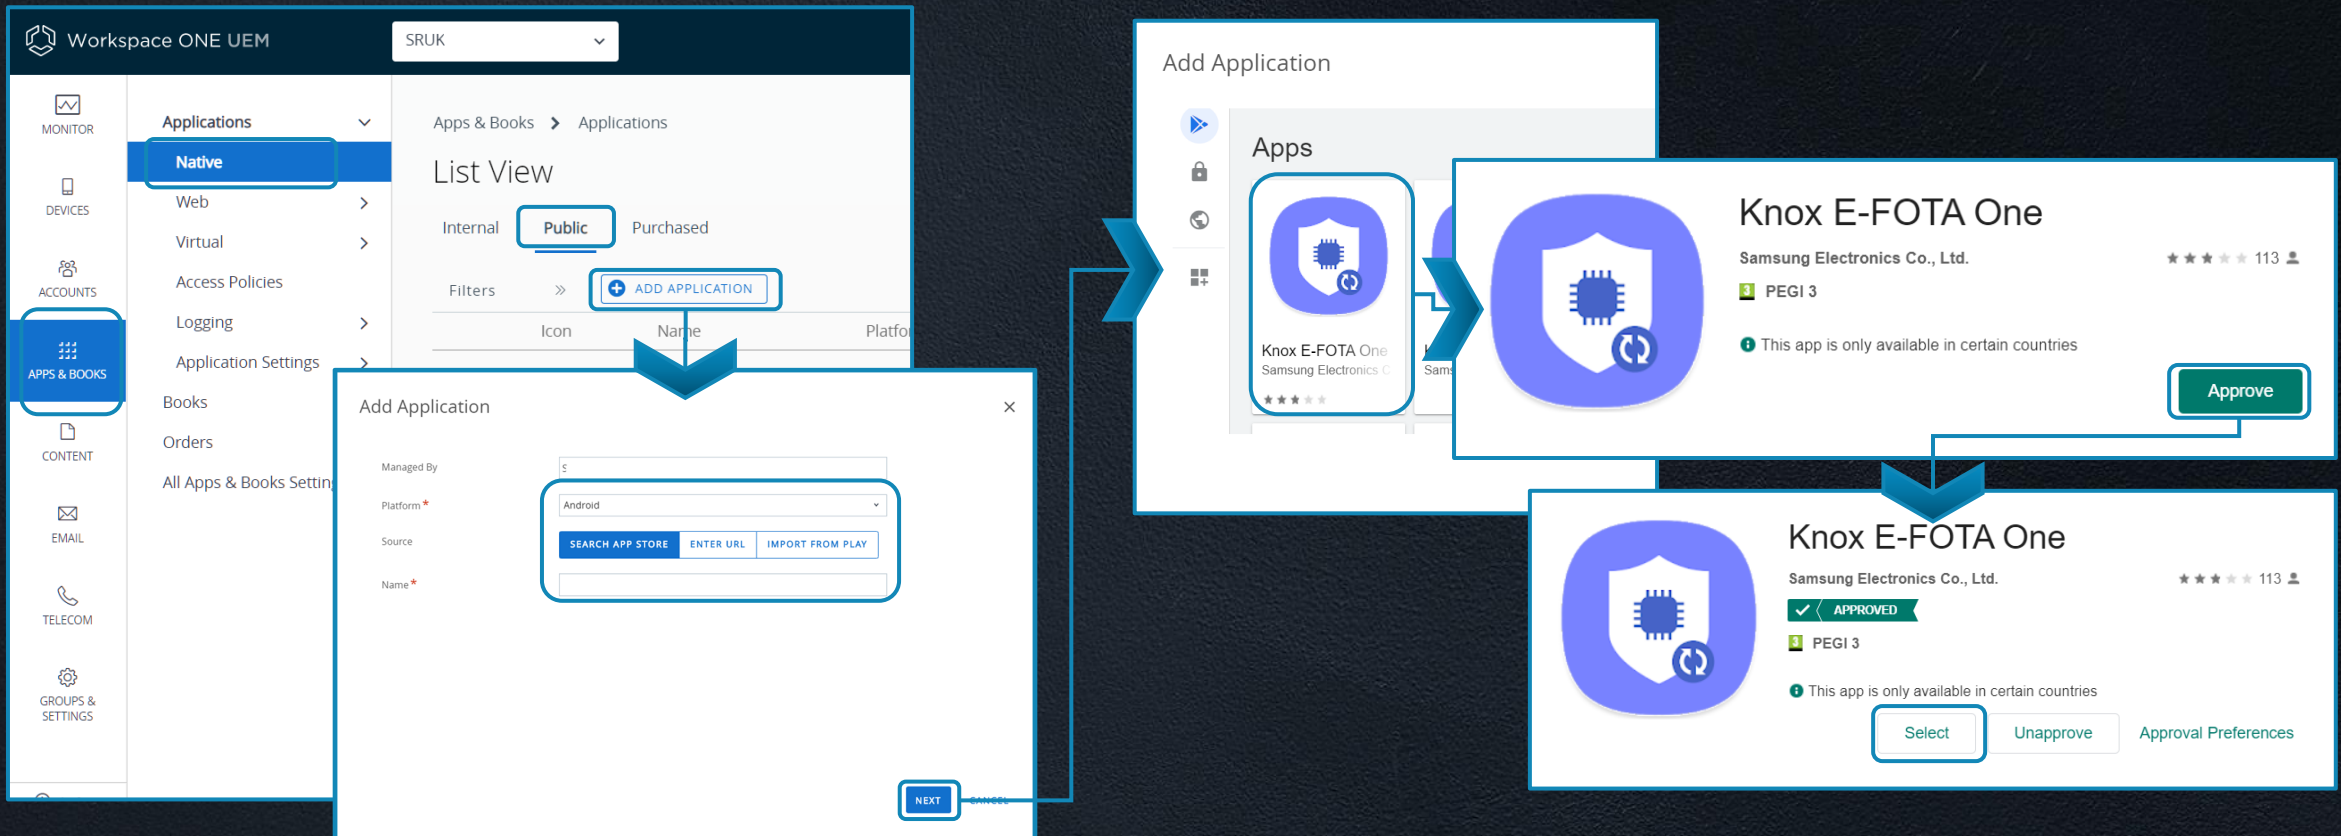 Workspace ONE UEM
SRUK
MONITOR
DEVICES
ACCOUNTS
APPS & BOOKS
CONTENT
EMAIL
TELECOM
GROUPS &
SETTINGS
Applications
Native
Web
Virtual
Access Policies
Logging
Application Settings
Books
Orders
All Apps & Books Settin
Apps & Books > Applications
List View
Internal Public Purchased
Filters » ADD APPLICATION
Icon Name Platfor
Add Application
Managed By S
Platform * Android
Source SEARCH APP STORE ENTER URL IMPORT FROM PLAY
Name *
NEXT CANCEL
Add Application
Apps
Knox E-FOTA One
Samsung Electronics C
Sams
Knox E-FOTA One
Samsung Electronics Co., Ltd. 113
3 PEGI 3
This app is only available in certain countries
Approve
Knox E-FOTA One
Samsung Electronics Co., Ltd. 113
APPROVED
3 PEGI 3
This app is only available in certain countries
Select Unapprove Approval Preferences